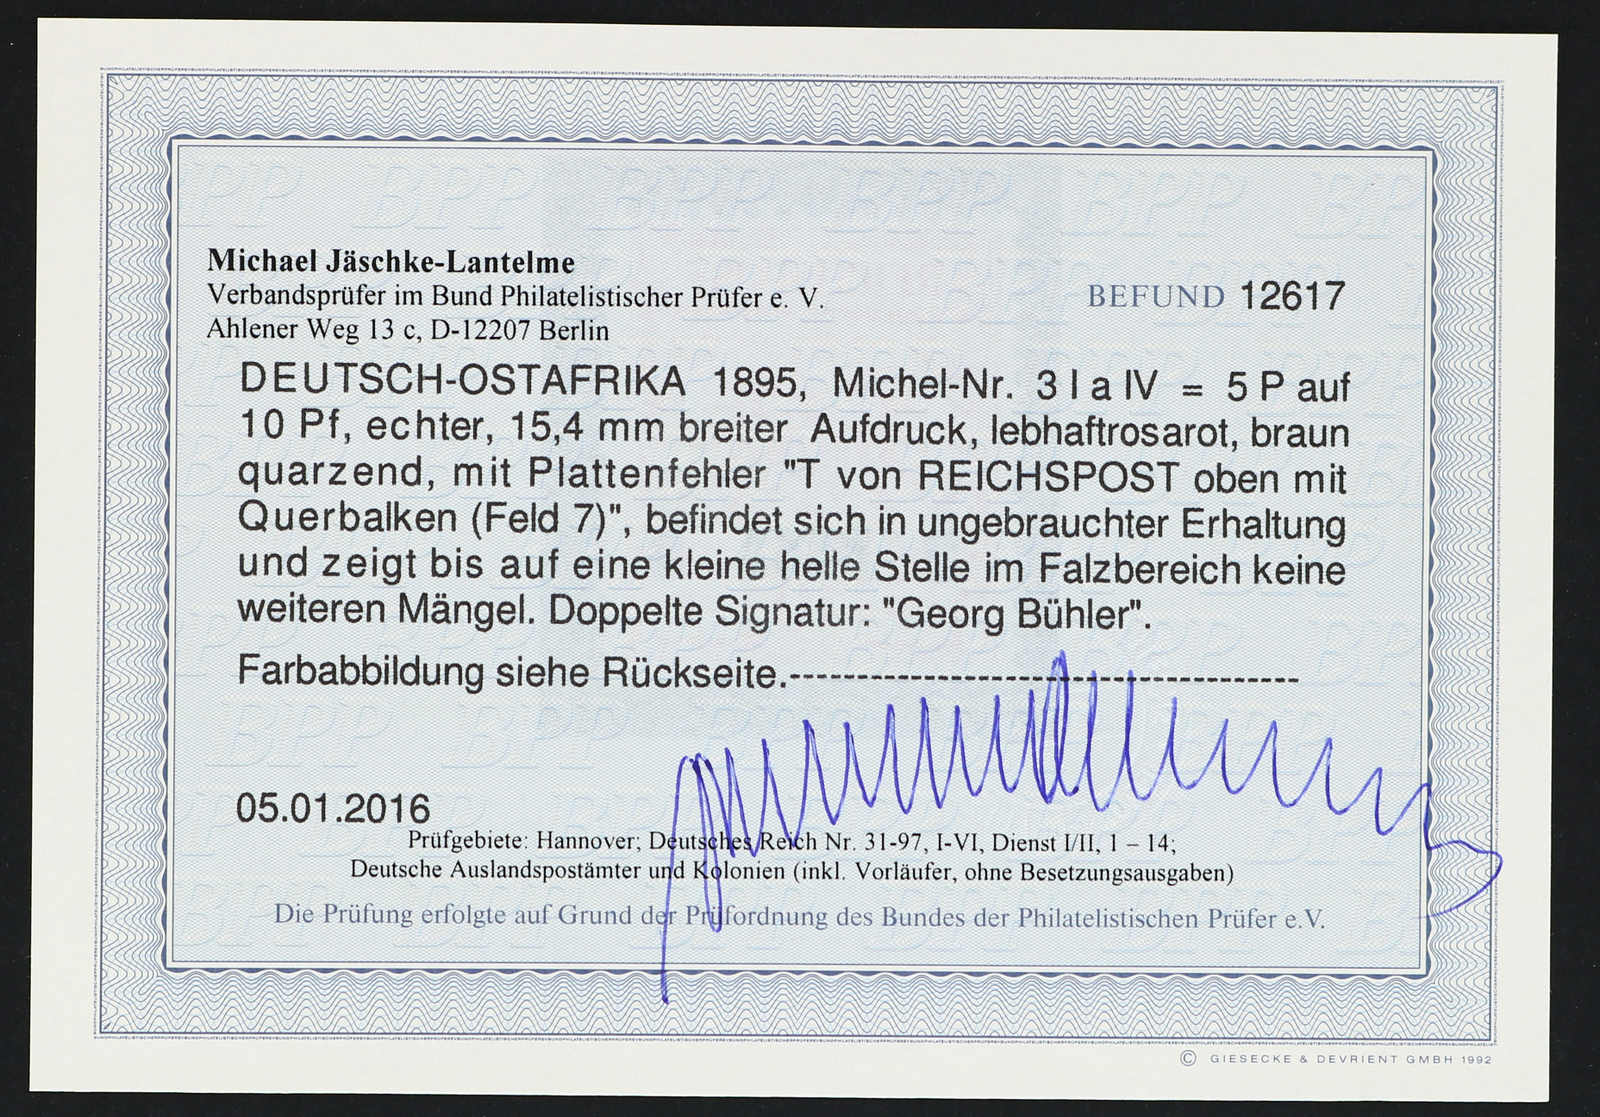 Michael Jäschke-Lantelme
Verbandsprüfer im Bund Philatelistischer Prüfer e. V.
Ahlener Weg 13 c, D-12207 Berlin
BEFUND 12617
DEUTSCH-OSTAFRIKA 1895, Michel-Nr. 3 I a IV = 5 P auf
10 Pf, echter, 15,4 mm breiter Aufdruck, lebhaftrosarot, braun
quarzend, mit Plattenfehler "T von REICHSPOST oben mit
Querbalken (Feld 7)", befindet sich in ungebrauchter Erhaltung
und zeigt bis auf eine kleine helle Stelle im Falzbereich keine
weiteren Mängel. Doppelte Signatur: "Georg Bühler".
Farbabbildung siehe Rückseite.--------------------------------------
05.01.2016
Prüfgebiete: Hannover; Deutsches Reich Nr. 31-97, I-VI, Dienst I/II, 1 – 14;
Deutsche Auslandspostämter und Kolonien (inkl. Vorläufer, ohne Besetzungsausgaben)
Die Prüfung erfolgte auf Grund der Prüfordnung des Bundes der Philatelistischen Prüfer e.V.
© GIESECKE & DEVRIENT GMBH 1992